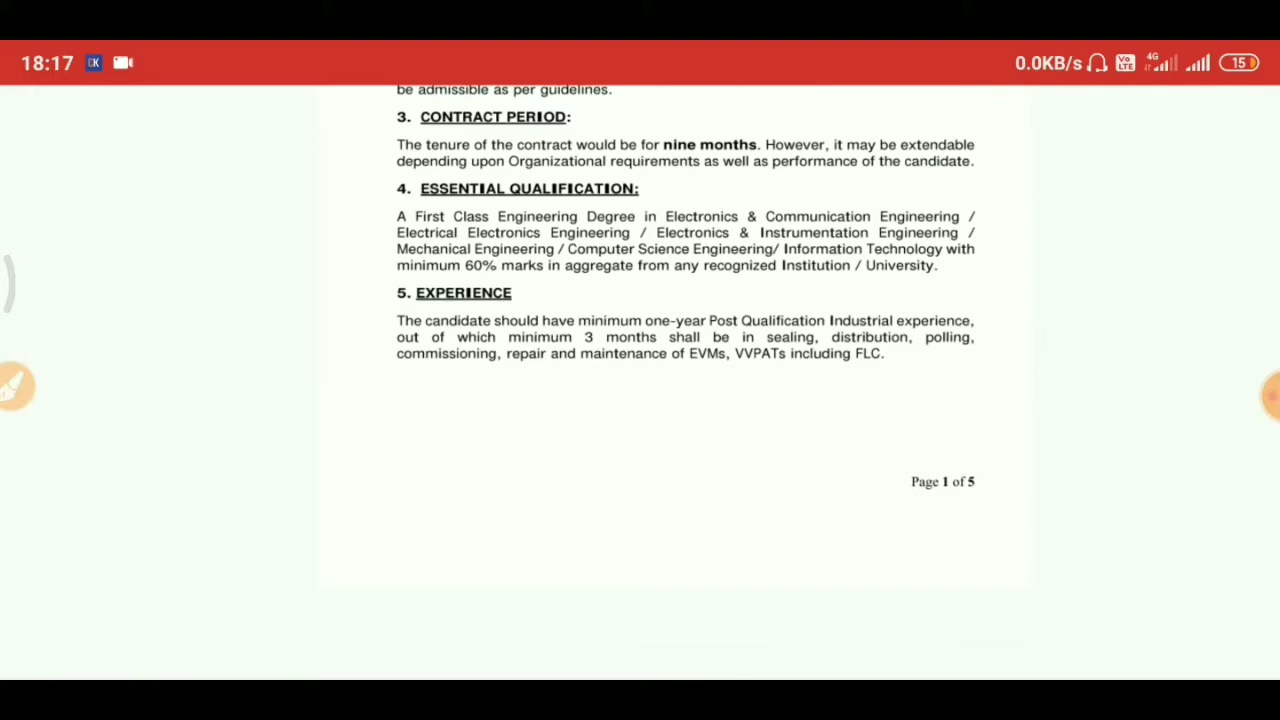 18:17 CK 0.0KB/s Vo LTE 4G 15
be admissible as per guidelines.
3. CONTRACT PERIOD:
The tenure of the contract would be for nine months. However, it may be extendable
depending upon Organizational requirements as well as performance of the candidate.
4. ESSENTIAL QUALIFICATION:
A First Class Engineering Degree in Electronics & Communication Engineering /
Electrical Electronics Engineering / Electronics & Instrumentation Engineering /
Mechanical Engineering / Computer Science Engineering/ Information Technology with
minimum 60% marks in aggregate from any recognized Institution / University.
5. EXPERIENCE
The candidate should have minimum one-year Post Qualification Industrial experience,
out of which minimum 3 months shall be in sealing, distribution, polling,
commissioning, repair and maintenance of EVMs, VVPATs including FLC.
Page 1 of 5